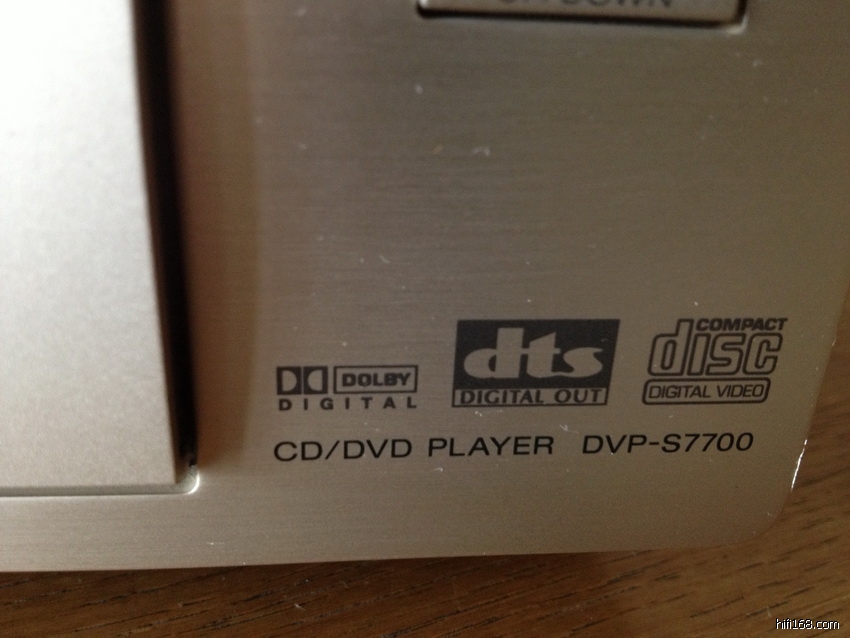 DOLBY
DIGITAL
dts
DIGITAL OUT
COMPACT
disc
DIGITAL VIDEO
CD/DVD PLAYER DVP-S7700
hifi168.com